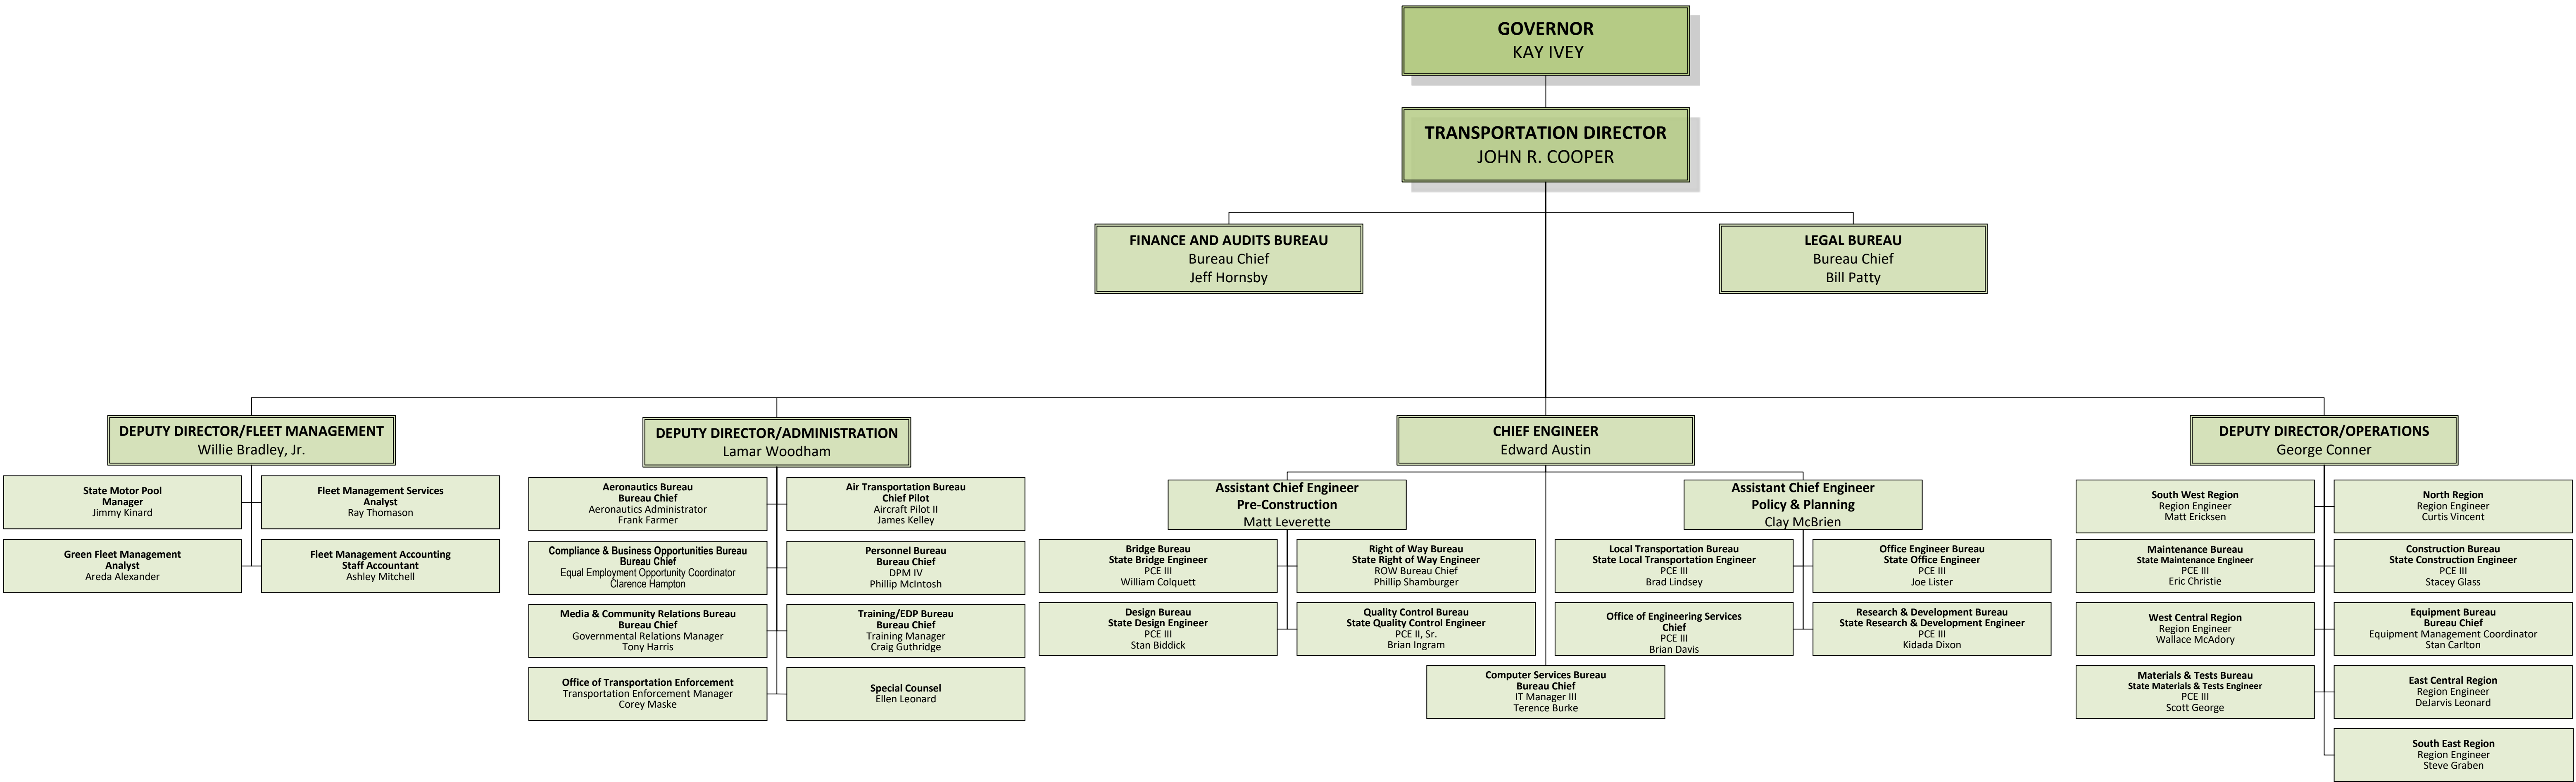 GOVERNOR
KAY IVEY
TRANSPORTATION DIRECTOR
JOHN R. COOPER
FINANCE AND AUDITS BUREAU
Bureau Chief
Jeff Hornsby
LEGAL BUREAU
Bureau Chief
Bill Patty
DEPUTY DIRECTOR/FLEET MANAGEMENT
Willie Bradley, Jr.
State Motor Pool
Manager
Jimmy Kinard
Fleet Management Services
Analyst
Ray Thomason
Green Fleet Management
Analyst
Areda Alexander
Fleet Management Accounting
Staff Accountant
Ashley Mitchell
DEPUTY DIRECTOR/ADMINISTRATION
Lamar Woodham
Aeronautics Bureau
Bureau Chief
Aeronautics Administrator
Frank Farmer
Air Transportation Bureau
Chief Pilot
Aircraft Pilot II
James Kelley
Compliance & Business Opportunities Bureau
Bureau Chief
Equal Employment Opportunity Coordinator
Clarence Hampton
Personnel Bureau
Bureau Chief
DPM IV
Phillip McIntosh
Media & Community Relations Bureau
Bureau Chief
Governmental Relations Manager
Tony Harris
Training/EDP Bureau
Bureau Chief
Training Manager
Craig Guthridge
Office of Transportation Enforcement
Transportation Enforcement Manager
Corey Maske
Special Counsel
Ellen Leonard
CHIEF ENGINEER
Edward Austin
Assistant Chief Engineer
Pre-Construction
Matt Leverette
Bridge Bureau
State Bridge Engineer
PCE III
William Colquett
Right of Way Bureau
State Right of Way Engineer
ROW Bureau Chief
Phillip Shamburger
Design Bureau
State Design Engineer
PCE III
Stan Biddick
Quality Control Bureau
State Quality Control Engineer
PCE II, Sr.
Brian Ingram
Assistant Chief Engineer
Policy & Planning
Clay McBrien
Local Transportation Bureau
State Local Transportation Engineer
PCE III
Brad Lindsey
Office Engineer Bureau
State Office Engineer
PCE III
Joe Lister
Office of Engineering Services
Chief
PCE III
Brian Davis
Research & Development Bureau
State Research & Development Engineer
PCE III
Kidada Dixon
Computer Services Bureau
Bureau Chief
IT Manager III
Terence Burke
DEPUTY DIRECTOR/OPERATIONS
George Conner
South West Region
Region Engineer
Matt Ericksen
North Region
Region Engineer
Curtis Vincent
Maintenance Bureau
State Maintenance Engineer
PCE III
Eric Christie
Construction Bureau
State Construction Engineer
PCE III
Stacey Glass
West Central Region
Region Engineer
Wallace McAdory
Equipment Bureau
Bureau Chief
Equipment Management Coordinator
Stan Carlton
Materials & Tests Bureau
State Materials & Tests Engineer
PCE III
Scott George
East Central Region
Region Engineer
DeJarvis Leonard
South East Region
Region Engineer
Steve Graben